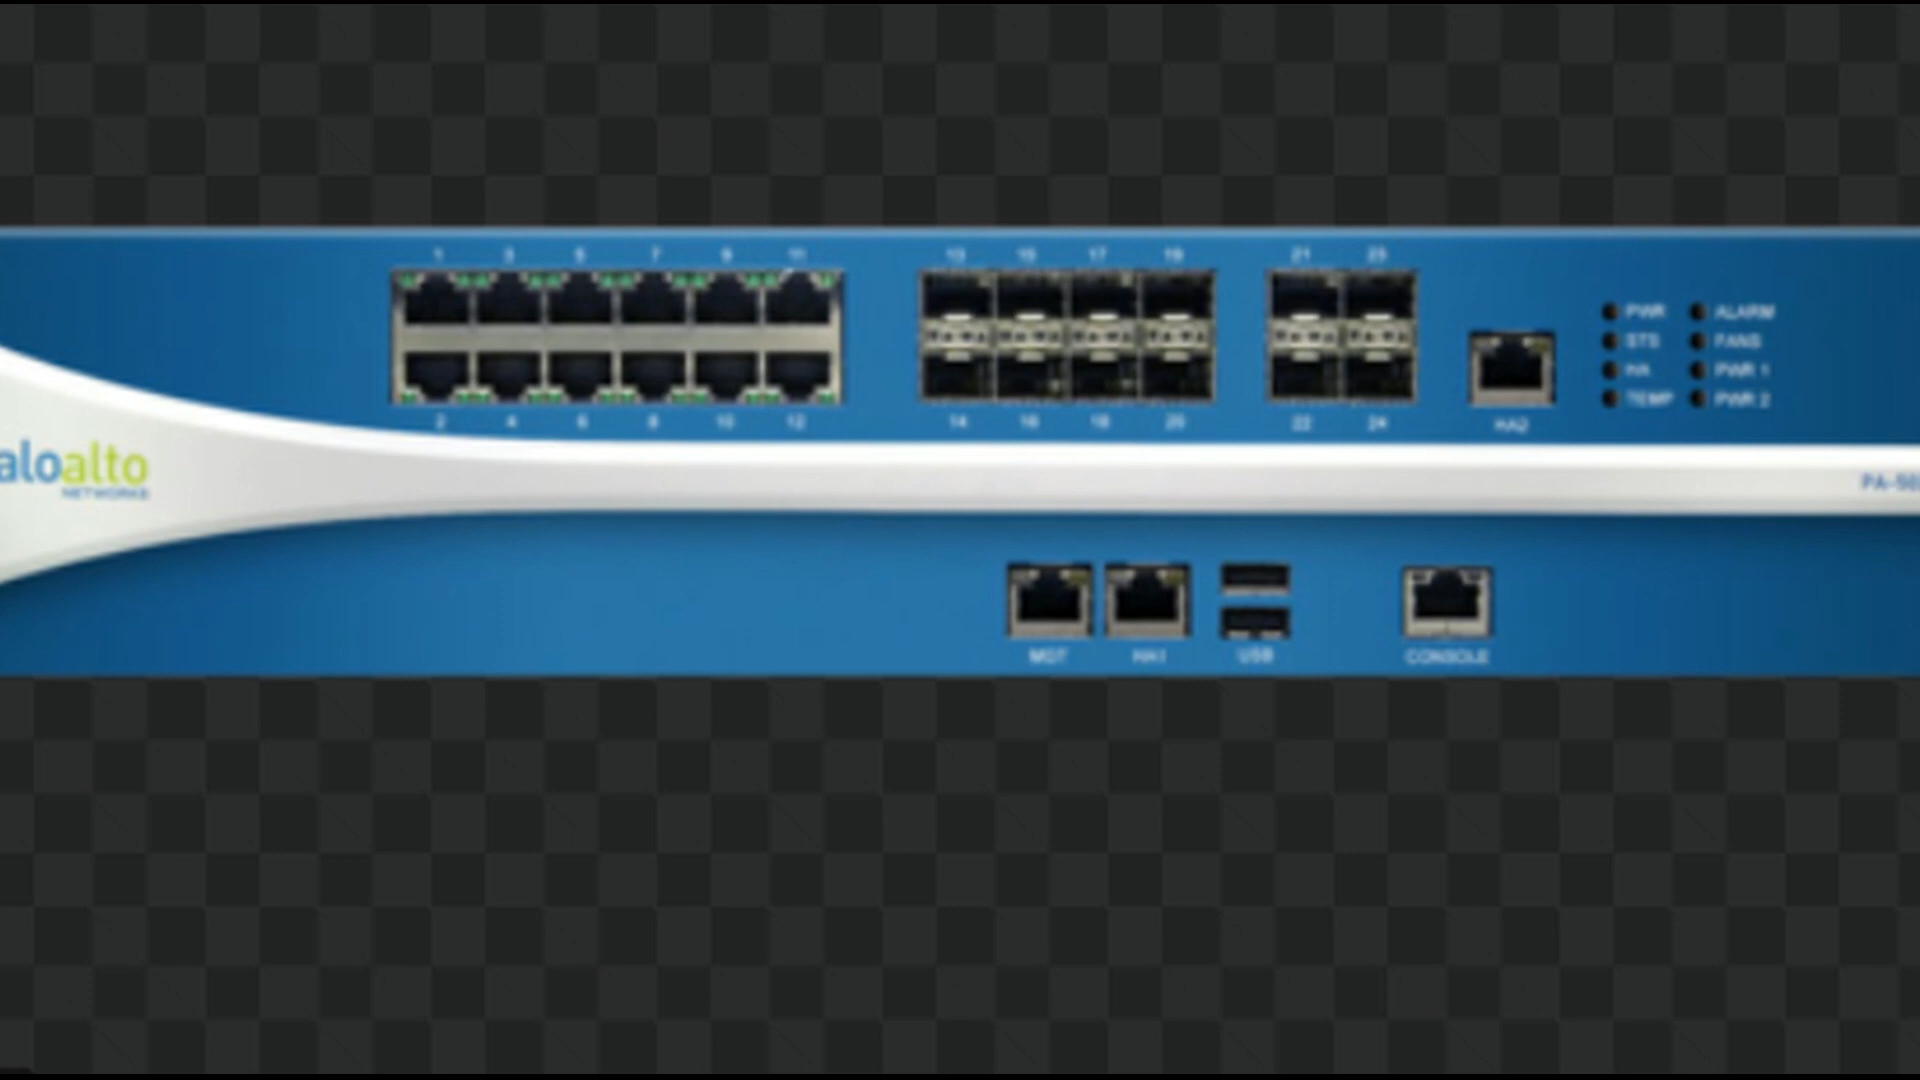 1 3 5 7 9 11 13 15 17 19 21 23
PWR ALARM
STS FANS
HA PWR 1
TEMP PWR 2
2 4 6 8 10 12 14 16 18 20 22 24 HA2
aloalto
NETWORKS
MGT HA1 USB CONSOLE